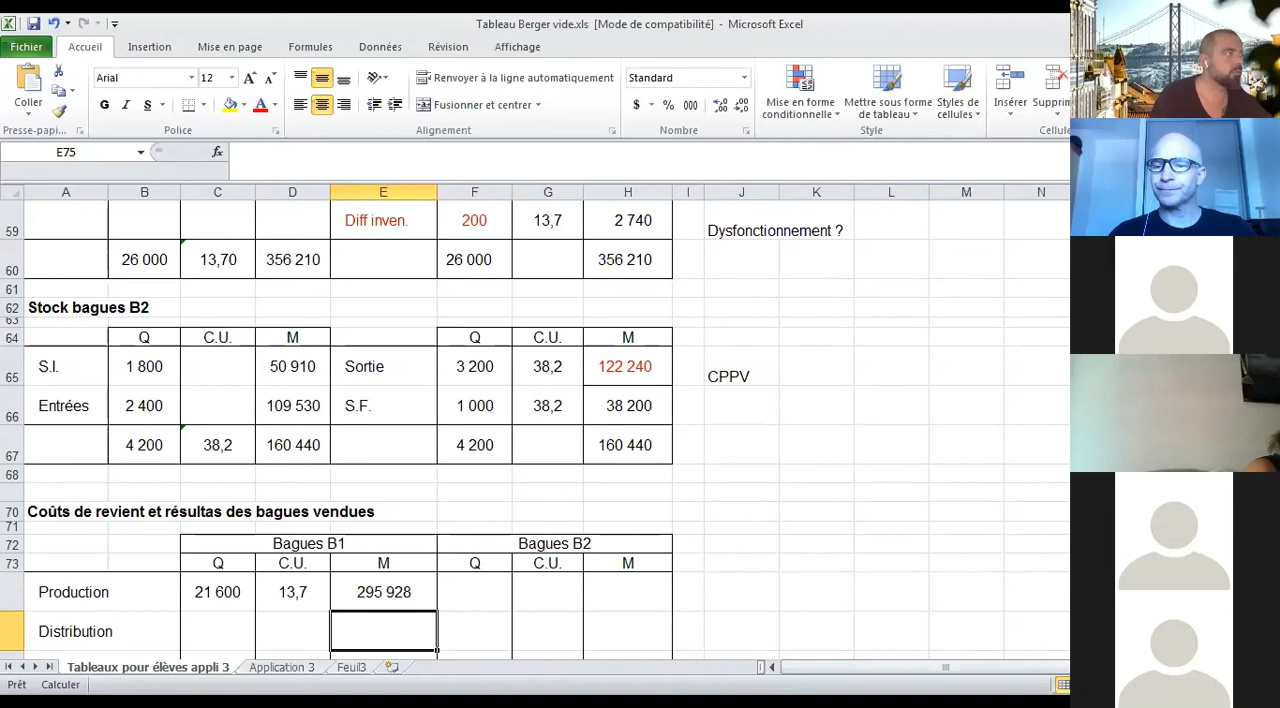 Tableau Berger vide.xls [Mode de compatibilité] - Microsoft Excel
Fichier Accueil Insertion Mise en page Formules Données Révision Affichage
Arial 12 Renvoyer à la ligne automatiquement Standard
Coller G I S Fusionner et centrer $ % 000 Mise en forme conditionnelle Mettre sous forme de tableau Styles de cellules Insérer Supprim
Presse-papi... Police Alignement Nombre Style Cellule
E75 fx
A B C D E F G H I J K L M N
59 Diff inven. 200 13,7 2 740 Dysfonctionnement ?
60 26 000 13,70 356 210 26 000 356 210
61
62 Stock bagues B2
63
64 Q C.U. M Q C.U. M
65 S.I. 1 800 50 910 Sortie 3 200 38,2 122 240 CPPV
66 Entrées 2 400 109 530 S.F. 1 000 38,2 38 200
67 4 200 38,2 160 440 4 200 160 440
68
70 Coûts de revient et résultas des bagues vendues
71
72 Bagues B1 Bagues B2
73 Q C.U. M Q C.U. M
Production 21 600 13,7 295 928
Distribution
Tableaux pour élèves appli 3 Application 3 Feuil3
Prêt Calculer